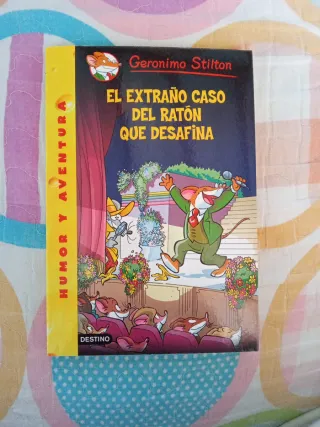 Geronimo Stilton
EL EXTRAÑO CASO
DEL RATÓN
QUE DESAFINA
HUMOR Y AVENTURA
DESTINO